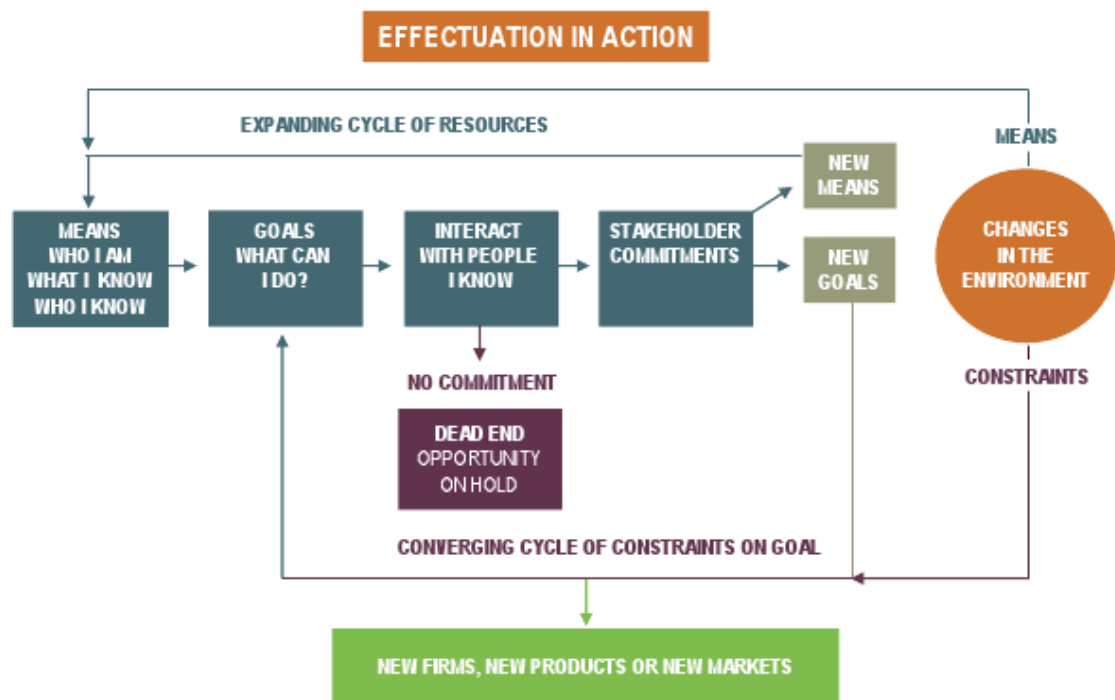 EFFECTUATION IN ACTION
EXPANDING CYCLE OF RESOURCES
MEANS
NEW
MEANS
MEANS
WHO I AM
WHAT I KNOW
WHO I KNOW
GOALS
WHAT CAN
I DO?
INTERACT
WITH PEOPLE
I KNOW
STAKEHOLDER
COMMITMENTS
NEW
GOALS
CHANGES
IN THE
ENVIRONMENT
NO COMMITMENT
CONSTRAINTS
DEAD END
OPPORTUNITY
ON HOLD
CONVERGING CYCLE OF CONSTRAINTS ON GOAL
NEW FIRMS, NEW PRODUCTS OR NEW MARKETS